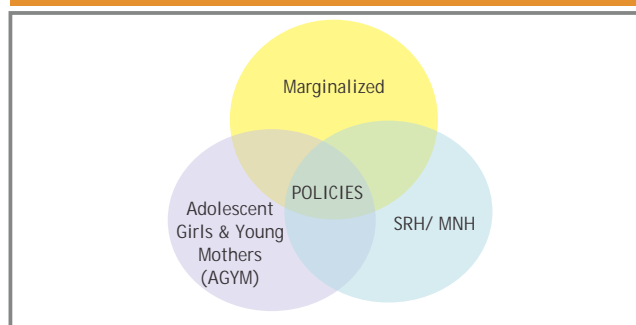 Marginalized
POLICIES
Adolescent
Girls & Young
Mothers
(AGYM)
SRH/ MNH